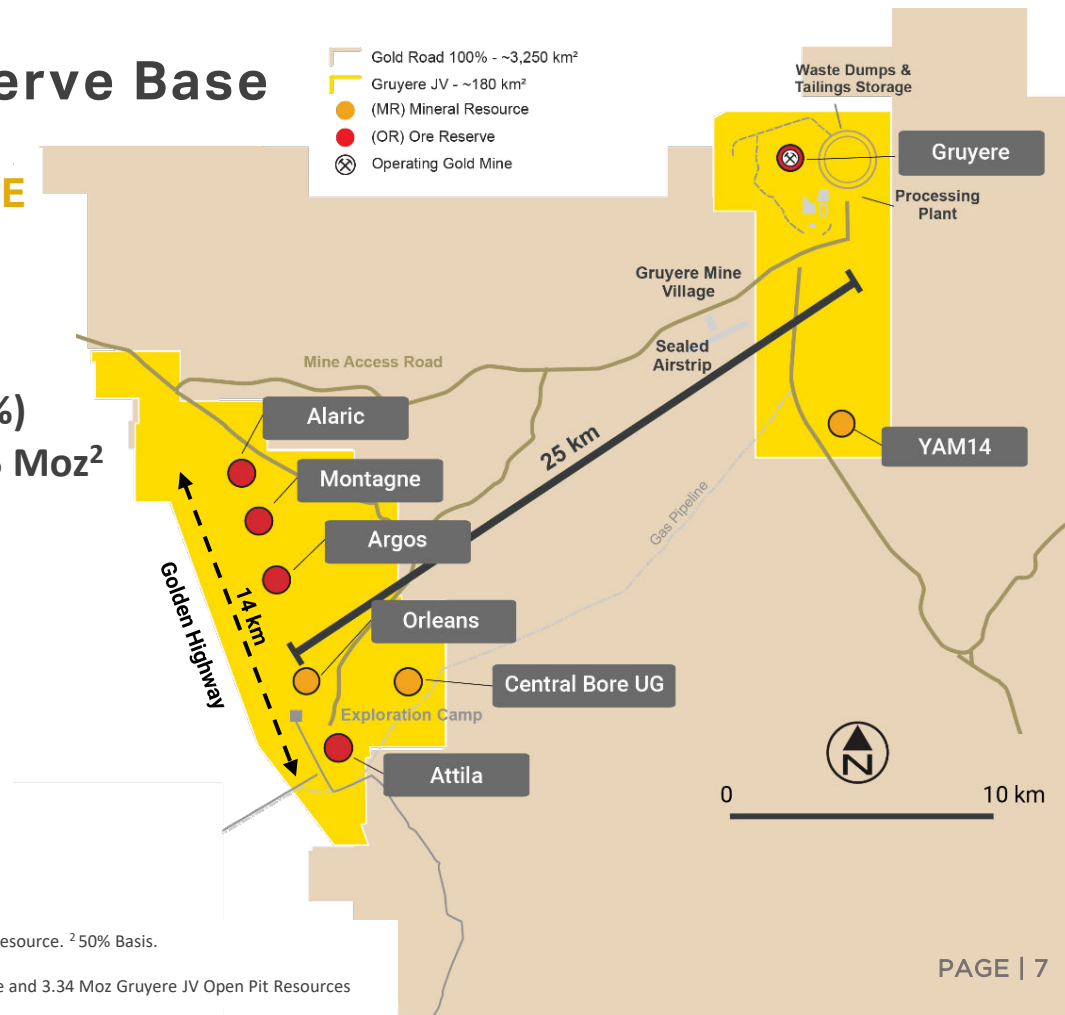 erve Base
Gold Road 100% - ~3,250 km²
Gruyere JV - ~180 km²
(MR) Mineral Resource
(OR) Ore Reserve
Operating Gold Mine
E
%)
Moz²
Waste Dumps &
Tailings Storage
Gruyere
Processing
Plant
Gruyere Mine
Village
Sealed
Airstrip
Mine Access Road
Alaric
25 km
YAM14
Montagne
Gas Pipeline
Argos
Golden Highway
14 km
Orleans
Central Bore UG
Exploration Camp
Attila
N
0 10 km
esource. ² 50% Basis.
e and 3.34 Moz Gruyere JV Open Pit Resources
PAGE | 7